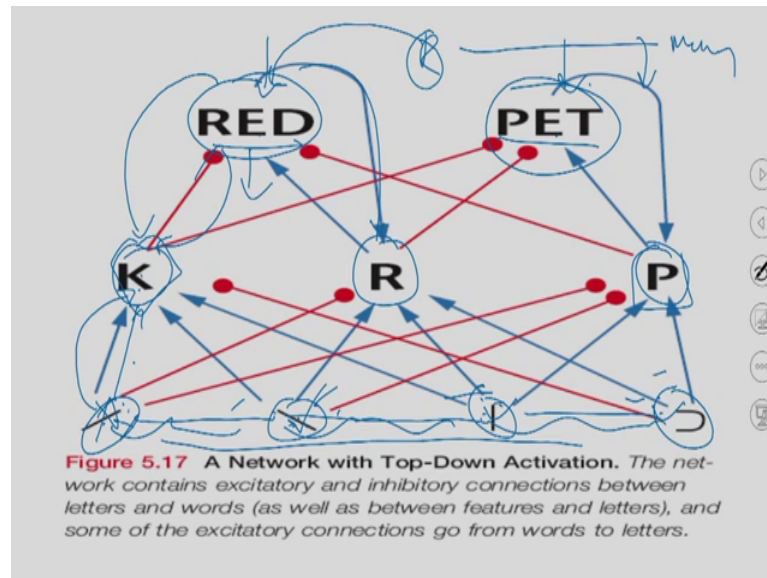 RED PET
K R P
Figure 5.17 A Network with Top-Down Activation. The net-
work contains excitatory and inhibitory connections between
letters and words (as well as between features and letters), and
some of the excitatory connections go from words to letters.